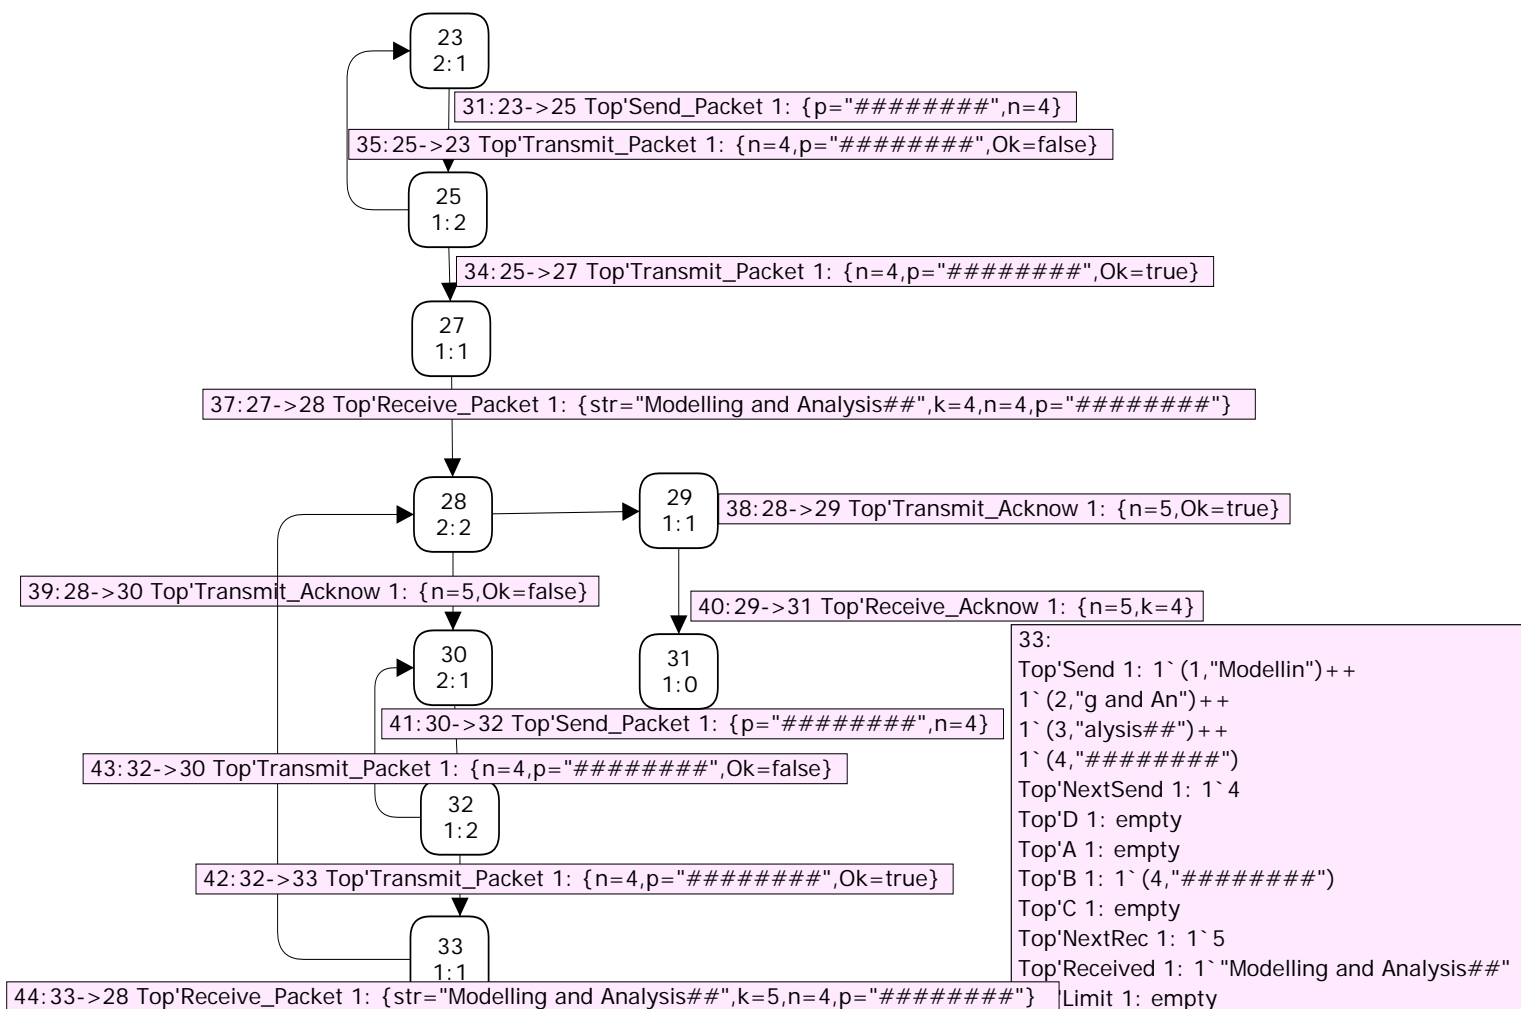 23
2:1
31:23->25 Top'Send_Packet 1: {p="########",n=4}
35:25->23 Top'Transmit_Packet 1: {n=4,p="########",Ok=false}
25
1:2
34:25->27 Top'Transmit_Packet 1: {n=4,p="########",Ok=true}
27
1:1
37:27->28 Top'Receive_Packet 1: {str="Modelling and Analysis##",k=4,n=4,p="########"}
28
2:2
29
1:1
38:28->29 Top'Transmit_Acknow 1: {n=5,Ok=true}
39:28->30 Top'Transmit_Acknow 1: {n=5,Ok=false}
40:29->31 Top'Receive_Acknow 1: {n=5,k=4}
30
2:1
31
1:0
41:30->32 Top'Send_Packet 1: {p="########",n=4}
43:32->30 Top'Transmit_Packet 1: {n=4,p="########",Ok=false}
32
1:2
42:32->33 Top'Transmit_Packet 1: {n=4,p="########",Ok=true}
33
1:1
44:33->28 Top'Receive_Packet 1: {str="Modelling and Analysis##",k=5,n=4,p="########"}
33:
Top'Send 1: 1`(1,"Modellin")++
1`(2,"g and An")++
1`(3,"alysis##")++
1`(4,"########")
Top'NextSend 1: 1`4
Top'D 1: empty
Top'A 1: empty
Top'B 1: 1`(4,"########")
Top'C 1: empty
Top'NextRec 1: 1`5
Top'Received 1: 1`"Modelling and Analysis##"
'Limit 1: empty